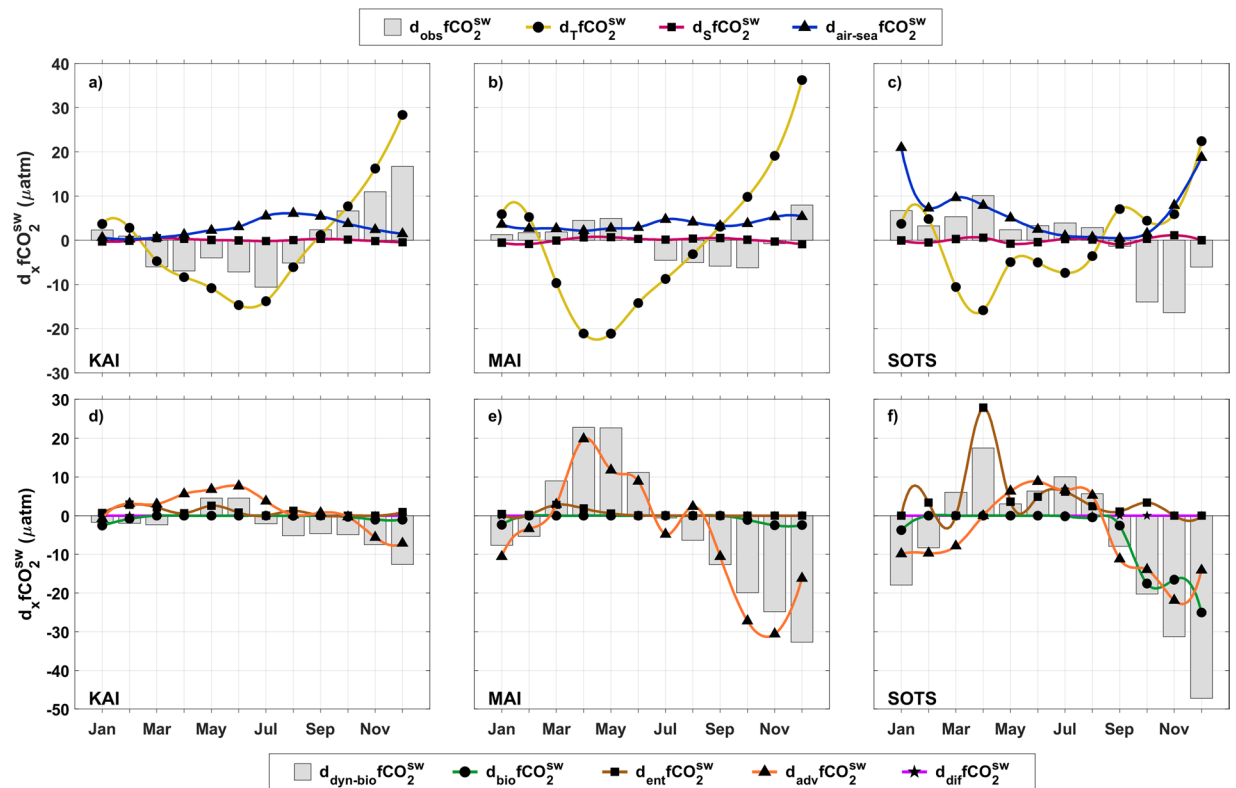 d_obs fCO₂^sw d_T fCO₂^sw d_S fCO₂^sw d_air-sea fCO₂^sw
40
30
20
10
0
-10
-20
-30
d_x fCO₂^sw (μatm)
a)
KAI
b)
MAI
c)
SOTS
20
10
0
-10
-20
-30
-40
-50
d_x fCO₂^sw (μatm)
d)
KAI
e)
MAI
f)
SOTS
Jan Mar May Jul Sep Nov
Jan Mar May Jul Sep Nov
Jan Mar May Jul Sep Nov
d_dyn-bio fCO₂^sw d_bio fCO₂^sw d_ent fCO₂^sw d_adv fCO₂^sw d_dif fCO₂^sw